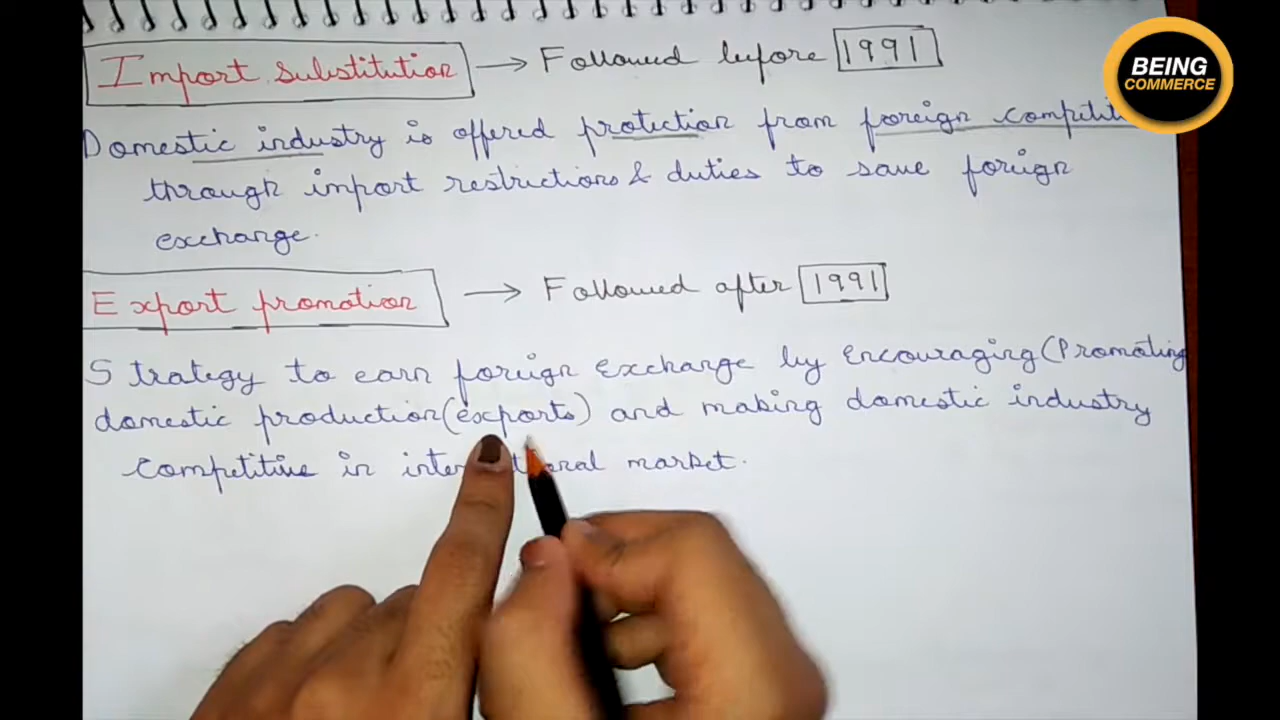 Import substitution → Followed before 1991
BEING
COMMERCE
Domestic industry is offered protection from foreign
through import restrictions & duties to save foreign
exchange.
Export promotion → Followed after 1991
Strategy to earn foreign Exchange by Encouraging (Promoting
domestic production (exports) and making domestic industry
competitive in market.